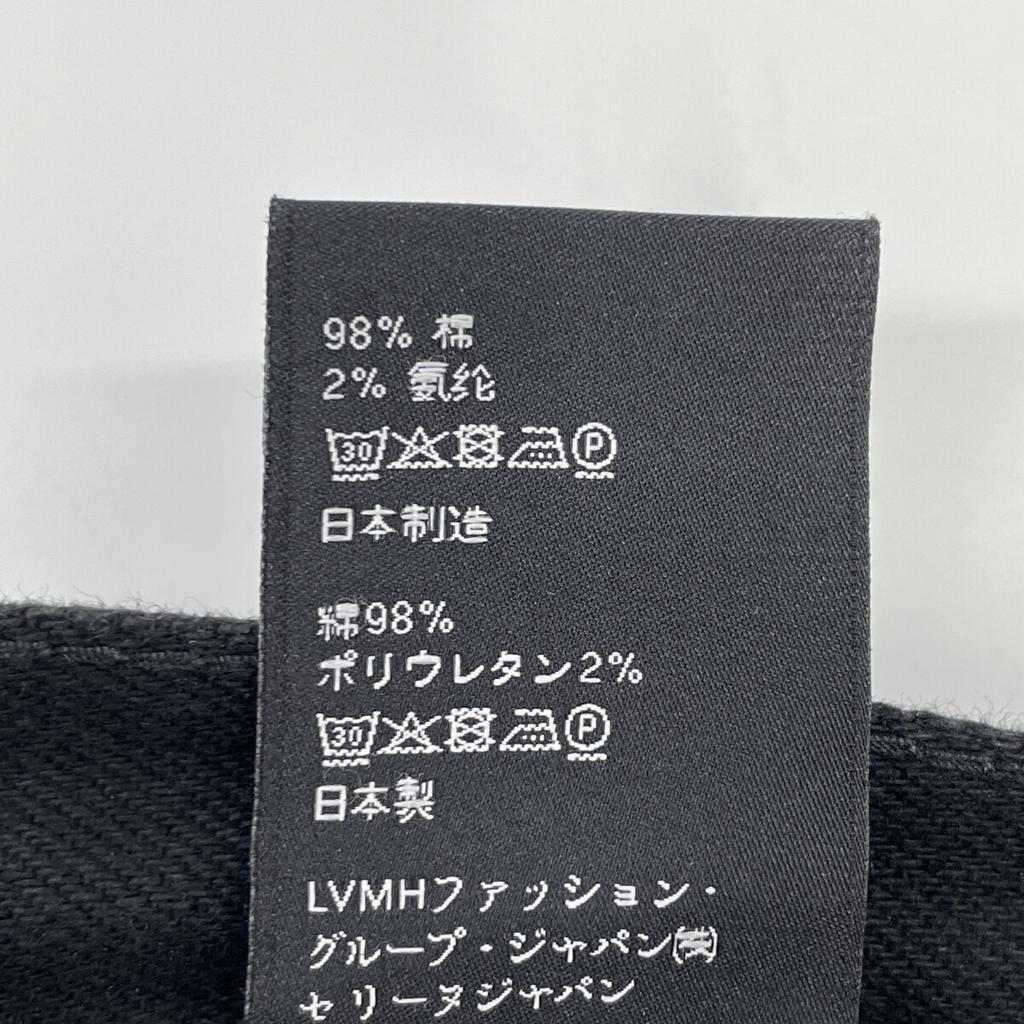 98% 棉
2% 氨纶
30 P
日本制造
綿98%
ポリウレタン2%
30 P
日本製
LVMHファッション・
グループ・ジャパン㈱
セリーヌジャパン